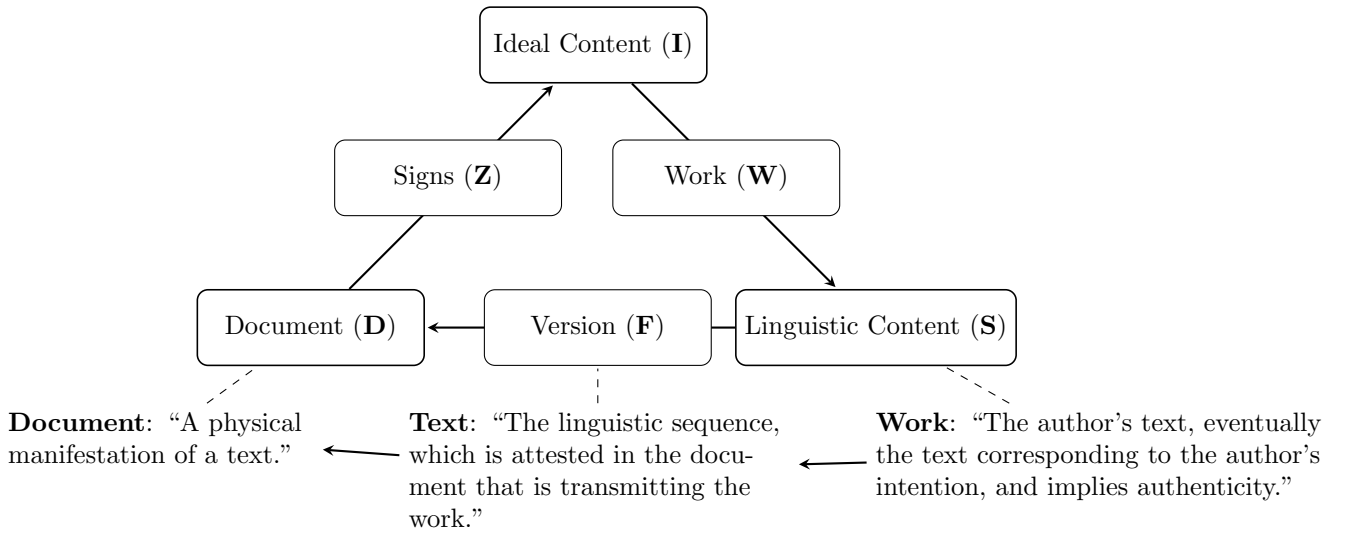 Ideal Content (I)
Signs (Z)
Work (W)
Document (D)
Version (F)
Linguistic Content (S)
Document: “A physical
manifestation of a text.”
Text: “The linguistic sequence,
which is attested in the docu-
ment that is transmitting the
work.”
Work: “The author’s text, eventually
the text corresponding to the author’s
intention, and implies authenticity.”